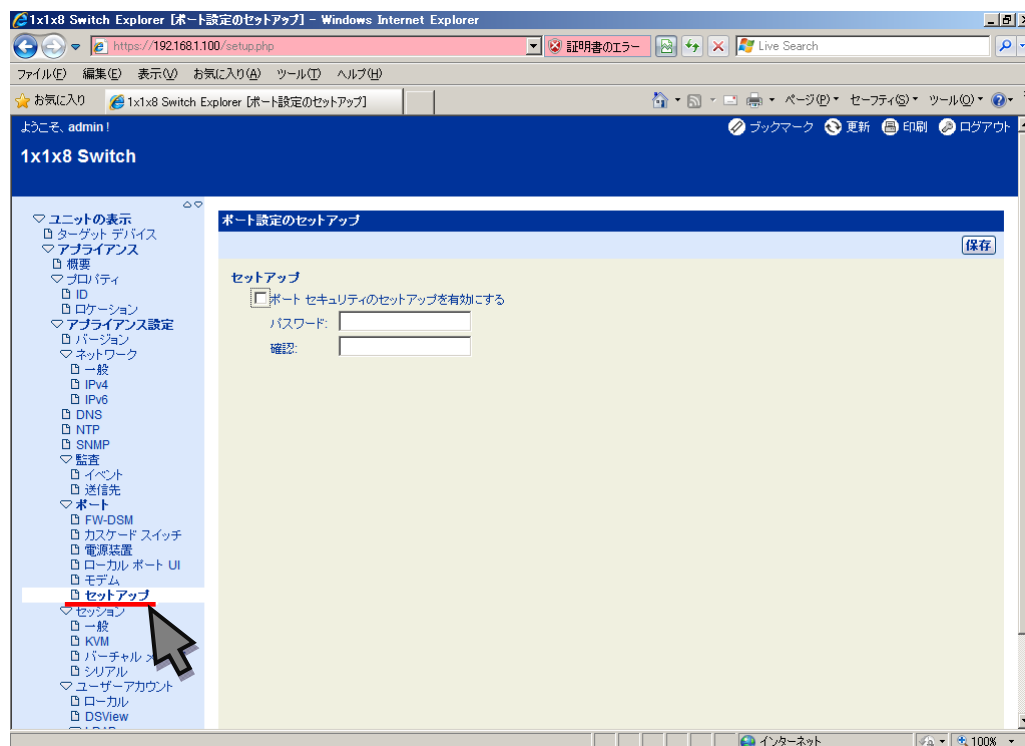 1x1x8 Switch Explorer [ポート設定のセットアップ] - Windows Internet Explorer
https://192.168.1.100/setup.php
証明書のエラー
Live Search
ファイル(F) 編集(E) 表示(V) お気に入り(A) ツール(T) ヘルプ(H)
お気に入り
1x1x8 Switch Explorer [ポート設定のセットアップ]
ページ(P) セーフティ(S) ツール(O)
ようこそ、admin !
ブックマーク 更新 印刷 ログアウト
1x1x8 Switch
ユニットの表示
ターゲット デバイス
アプライアンス
概要
プロパティ
ID
ロケーション
アプライアンス設定
バージョン
ネットワーク
一般
IPv4
IPv6
DNS
NTP
SNMP
監査
イベント
送信先
ポート
FW-DSM
カスケード スイッチ
電源装置
ローカル ポート UI
モデム
セットアップ
セッション
一般
KVM
バーチャル
シリアル
ユーザーアカウント
ローカル
DSView
ポート設定のセットアップ
保存
セットアップ
ポート セキュリティのセットアップを有効にする
パスワード:
確認:
インターネット
100%